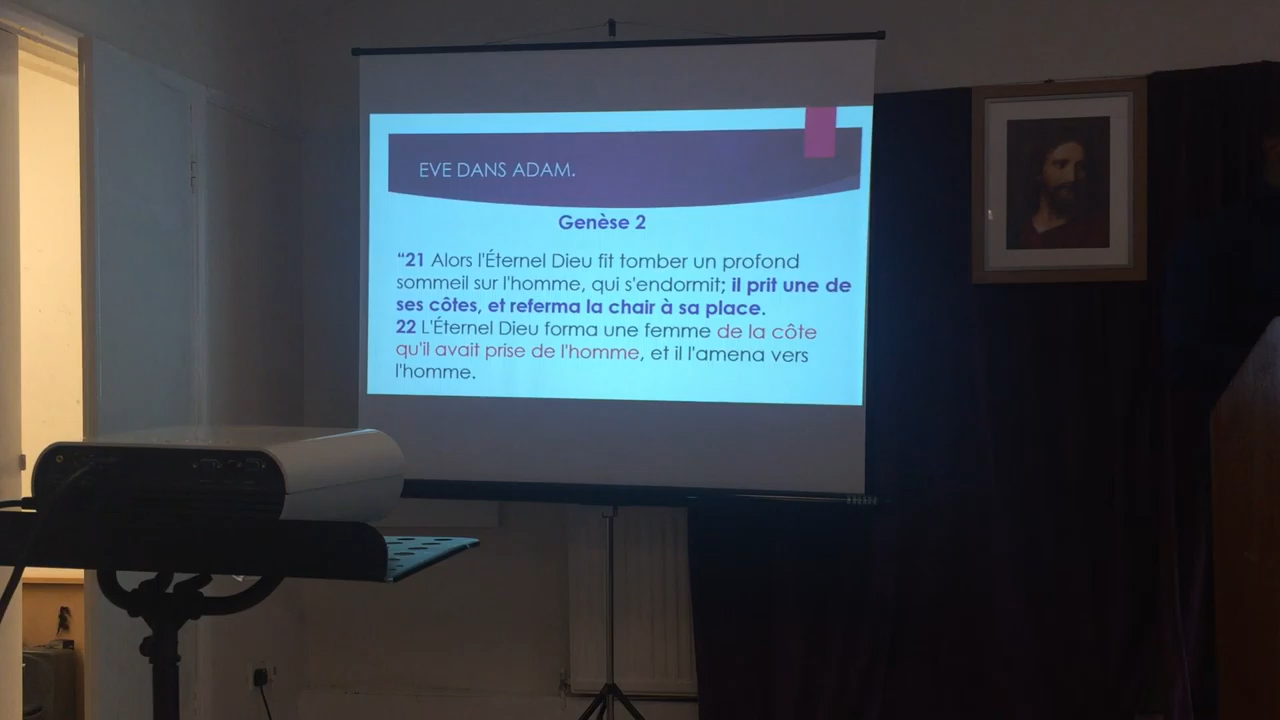 EVE DANS ADAM.
Genèse 2
“21 Alors l'Éternel Dieu fit tomber un profond
sommeil sur l'homme, qui s'endormit; il prit une de
ses côtes, et referma la chair à sa place.
22 L'Éternel Dieu forma une femme de la côte
qu'il avait prise de l'homme, et il l'amena vers
l'homme.